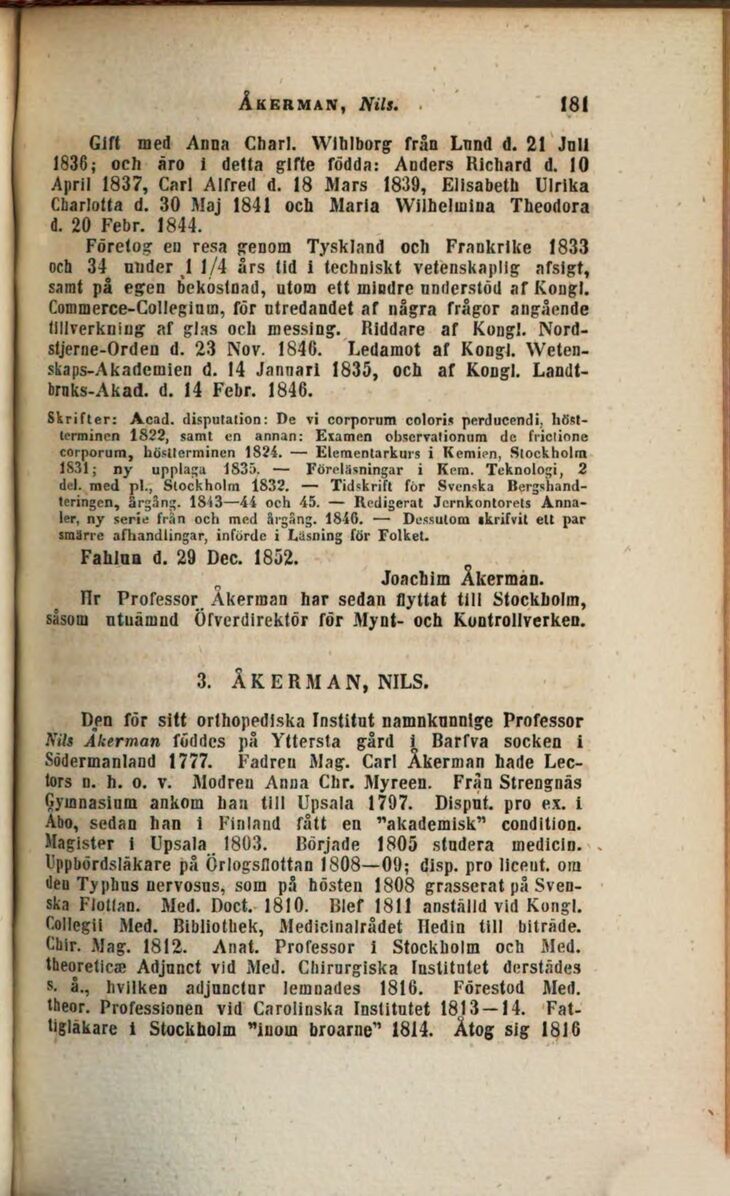 ÅKERMAN, Nils. 181
Gift med Anna Charl. Wihlborg från Lund d. 21 Juli
1836; och äro i detta gifte födda: Anders Richard d. 10
April 1837, Carl Alfred d. 18 Mars 1839, Elisabeth Ulrika
Charlotta d. 30 Maj 1841 och Maria Wilhelmina Theodora
d. 20 Febr. 1844.
Företog en resa genom Tyskland och Frankrike 1833
och 34 under 1 1/4 års tid i techniskt vetenskaplig afsigt,
samt på egen bekostnad, utom ett mindre understöd af Kongl.
Commerce-Collegium, för utredandet af några frågor angående
tillverkning af glas och messing. Riddare af Kongl. Nord-
stjerne-Orden d. 23 Nov. 1846. Ledamot af Kongl. Weten-
skaps-Akademien d. 14 Januari 1835, och af Kongl. Landt-
bruks-Akad. d. 14 Febr. 1846.
Skrifter: Acad. disputation: De vi corporum coloris perducendi, höst-
terminen 1822, samt en annan: Examen observationum de frictione
corporum, höstterminen 1824. — Elementarkurs i Kemien, Stockholm
1831; ny upplaga 1835. — Föreläsningar i Kem. Teknologi, 2
del. med pl., Stockholm 1832. — Tidskrift för Svenska Bergshand-
teringen, årgång. 1843—44 och 45. — Redigerat Jernkontorets Anna-
ler, ny serie från och med årgång. 1846. — Dessutom skrifvit ett par
smärre afhandlingar, införde i Läsning för Folket.
Fahlun d. 29 Dec. 1852.
Joachim Åkerman.
Hr Professor Åkerman har sedan flyttat till Stockholm,
såsom utnämnd Öfverdirektör för Mynt- och Kontrollverken.
3. ÅKERMAN, NILS.
Den för sitt orthopediska Institut namnkunnige Professor
Nils Åkerman föddes på Yttersta gård i Barfva socken i
Södermanland 1777. Fadren Mag. Carl Åkerman hade Lec-
tors n. h. o. v. Modren Anna Chr. Myreen. Från Strengnäs
Gymnasium ankom han till Upsala 1797. Disput. pro ex. i
Åbo, sedan han i Finland fått en "akademisk" condition.
Magister i Upsala 1803. Började 1805 studera medicin.
Uppbördsläkare på Örlogsflottan 1808—09; disp. pro licent. om
den Typhus nervosus, som på hösten 1808 grasserat på Sven-
ska Flottan. Med. Doct. 1810. Blef 1811 anställd vid Kongl.
Collegii Med. Bibliothek, Medicinalrådet Hedin till biträde.
Chir. Mag. 1812. Anat. Professor i Stockholm och Med.
theoreticæ Adjunct vid Med. Chirurgiska Institutet derstädes
s. å., hvilken adjunctur lemnades 1816. Förestod Med.
theor. Professionen vid Carolinska Institutet 1813—14. Fat-
tigläkare i Stockholm "inom broarne" 1814. Åtog sig 1816